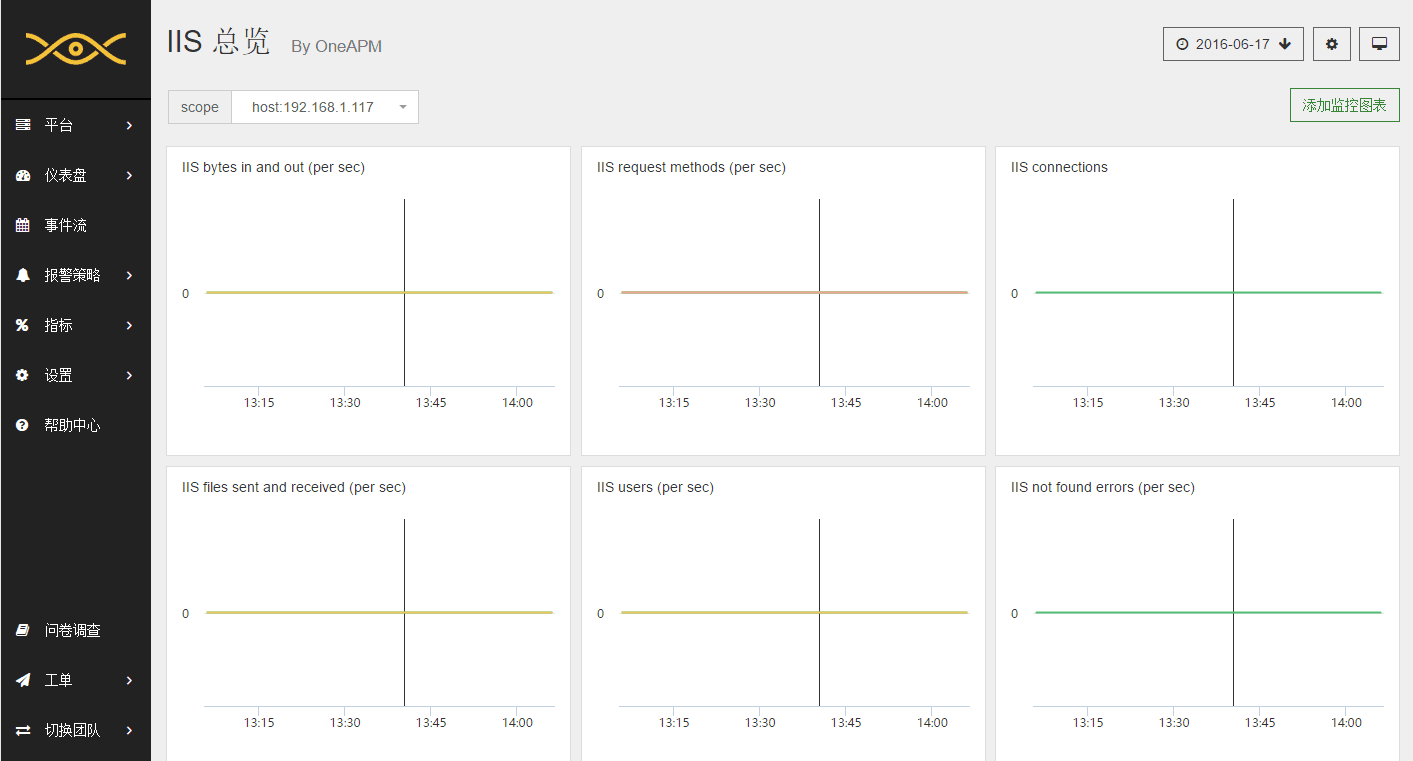 平台
仪表盘
事件流
报警策略
指标
设置
帮助中心
问卷调查
工单
切换团队
IIS 总览 By OneAPM
2016-06-17
scope host:192.168.1.117
添加监控图表
IIS bytes in and out (per sec)
0
13:15 13:30 13:45 14:00
IIS request methods (per sec)
0
13:15 13:30 13:45 14:00
IIS connections
0
13:15 13:30 13:45 14:00
IIS files sent and received (per sec)
0
13:15 13:30 13:45 14:00
IIS users (per sec)
0
13:15 13:30 13:45 14:00
IIS not found errors (per sec)
0
13:15 13:30 13:45 14:00